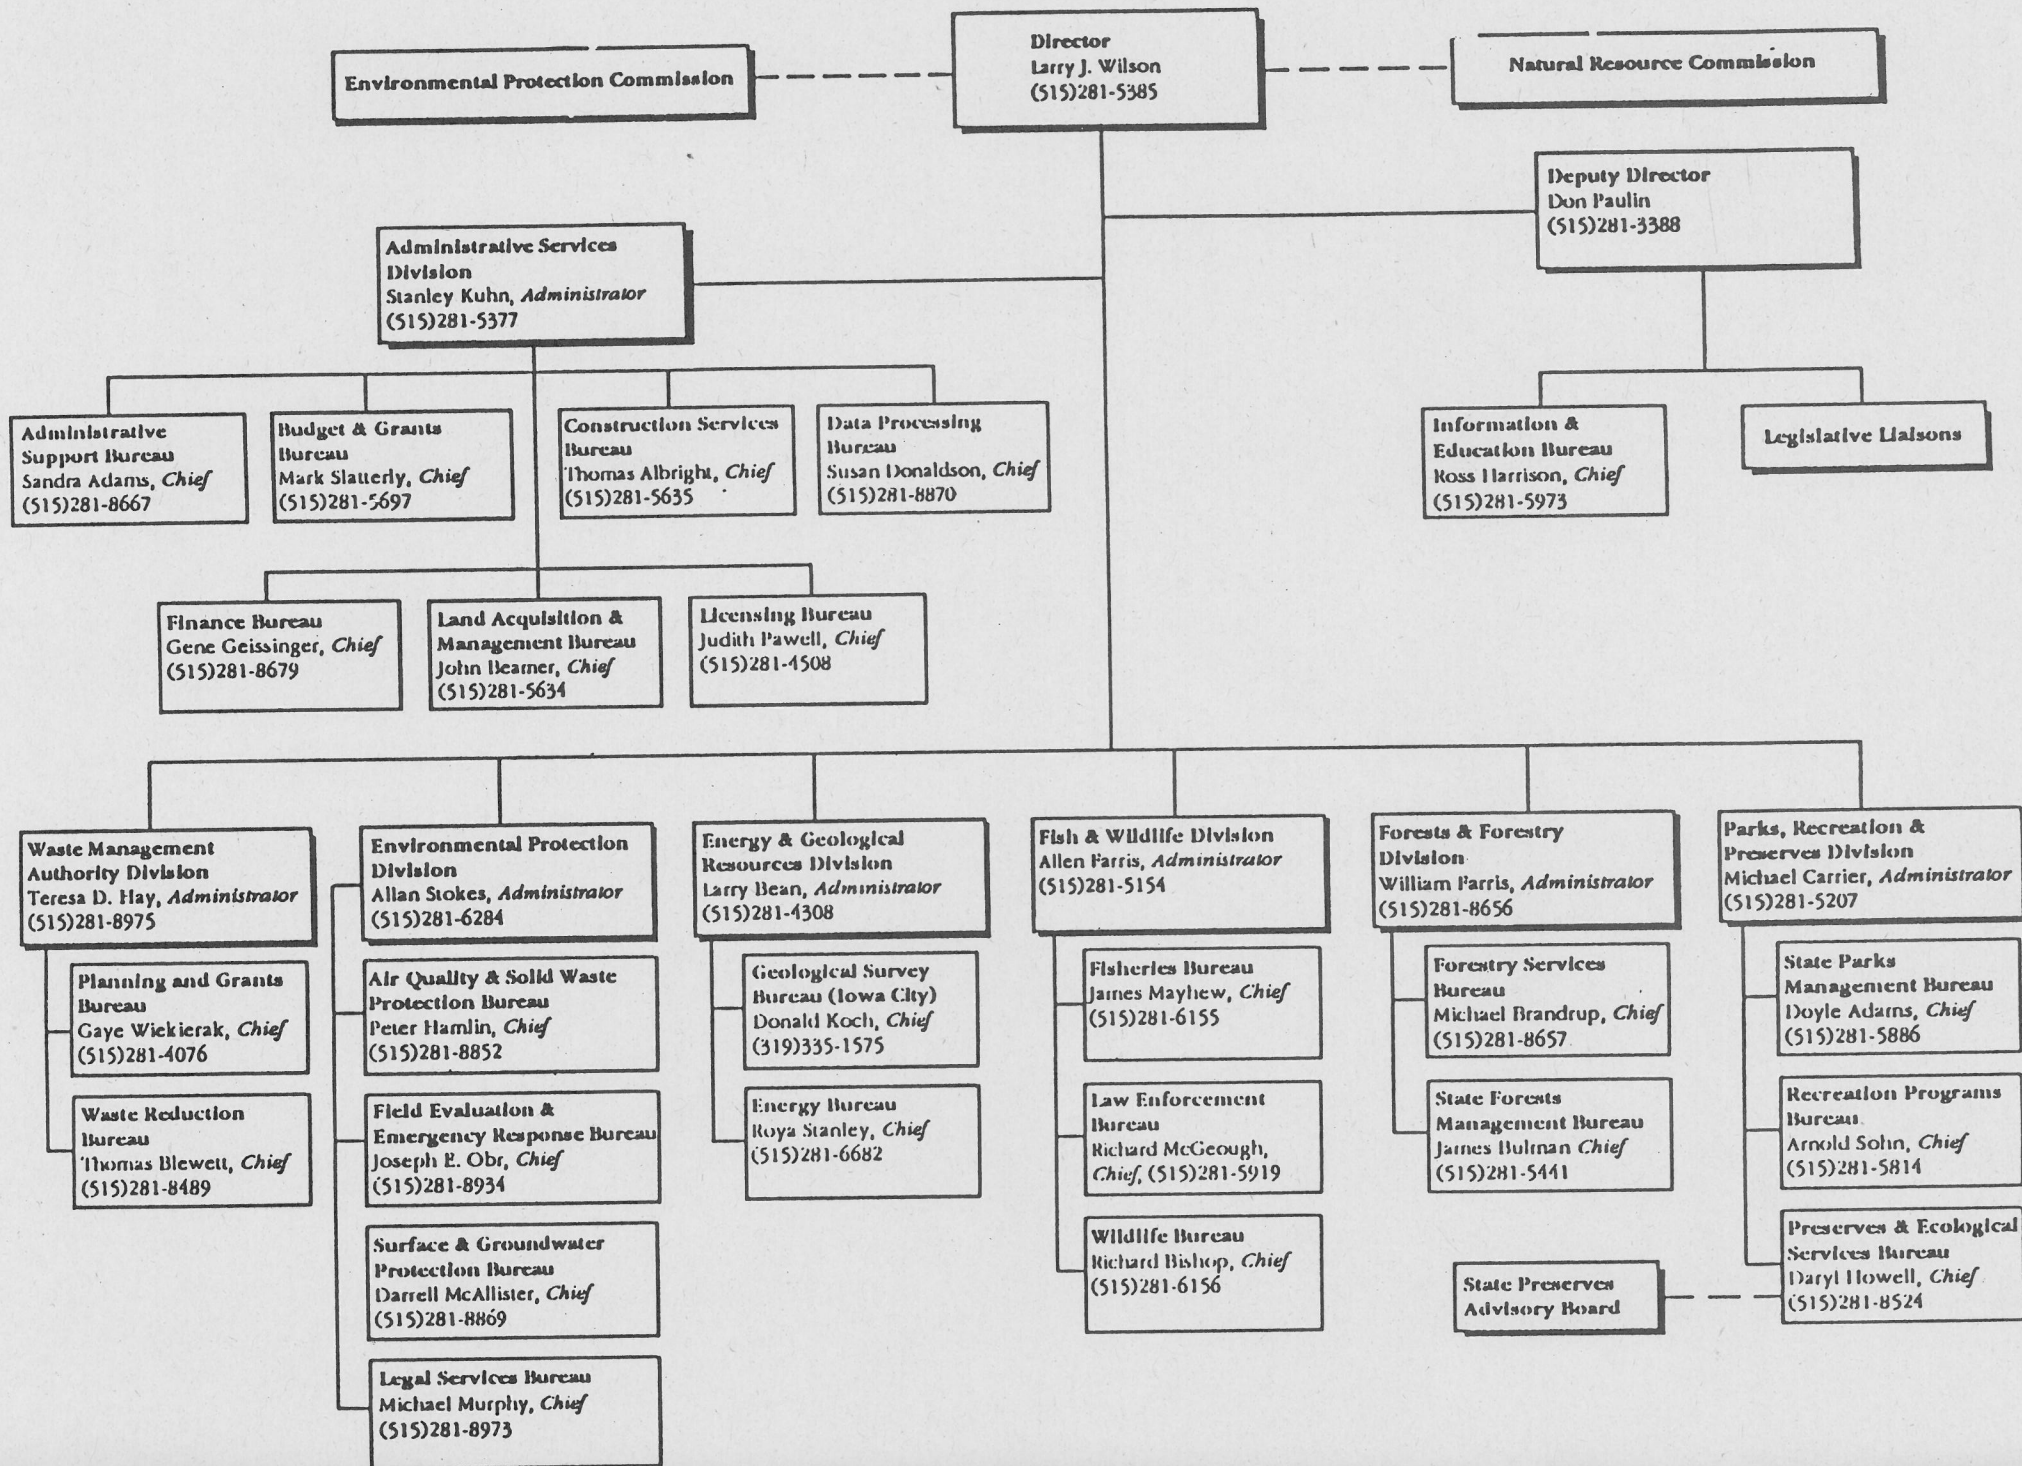 Environmental Protection Commission
Director
Larry J. Wilson
(515)281-5385
Natural Resource Commission
Deputy Director
Don Paulin
(515)281-3388
Administrative Services
Division
Stanley Kuhn, Administrator
(515)281-5377
Administrative
Support Bureau
Sandra Adams, Chief
(515)281-8667
Budget & Grants
Bureau
Mark Slatterly, Chief
(515)281-5697
Construction Services
Bureau
Thomas Albright, Chief
(515)281-5635
Data Processing
Bureau
Susan Donaldson, Chief
(515)281-8870
Information &
Education Bureau
Ross Harrison, Chief
(515)281-5973
Legislative Liaisons
Finance Bureau
Gene Geissinger, Chief
(515)281-8679
Land Acquisition &
Management Bureau
John Beamer, Chief
(515)281-5634
Licensing Bureau
Judith Pawell, Chief
(515)281-4508
Waste Management
Authority Division
Teresa D. Hay, Administrator
(515)281-8975
Planning and Grants
Bureau
Gaye Wiekierak, Chief
(515)281-4076
Waste Reduction
Bureau
Thomas Blewett, Chief
(515)281-8489
Environmental Protection
Division
Allan Stokes, Administrator
(515)281-6284
Air Quality & Solid Waste
Protection Bureau
Peter Hamlin, Chief
(515)281-8852
Field Evaluation &
Emergency Response Bureau
Joseph E. Obr, Chief
(515)281-8934
Surface & Groundwater
Protection Bureau
Darrell McAllister, Chief
(515)281-8869
Legal Services Bureau
Michael Murphy, Chief
(515)281-8973
Energy & Geological
Resources Division
Larry Bean, Administrator
(515)281-4308
Geological Survey
Bureau (Iowa City)
Donald Koch, Chief
(319)335-1575
Energy Bureau
Roya Stanley, Chief
(515)281-6682
Fish & Wildlife Division
Allen Farris, Administrator
(515)281-5154
Fisheries Bureau
James Mayhew, Chief
(515)281-6155
Law Enforcement
Bureau
Richard McGeough,
Chief, (515)281-5919
Wildlife Bureau
Richard Bishop, Chief
(515)281-6156
Forests & Forestry
Division
William Farris, Administrator
(515)281-8656
Forestry Services
Bureau
Michael Brandrup, Chief
(515)281-8657
State Forests
Management Bureau
James Bulman Chief
(515)281-5441
State Preserves
Advisory Board
Parks, Recreation &
Preserves Division
Michael Carrier, Administrator
(515)281-5207
State Parks
Management Bureau
Doyle Adams, Chief
(515)281-5886
Recreation Programs
Bureau
Arnold Sohn, Chief
(515)281-5814
Preserves & Ecological
Services Bureau
Daryl Howell, Chief
(515)281-8524